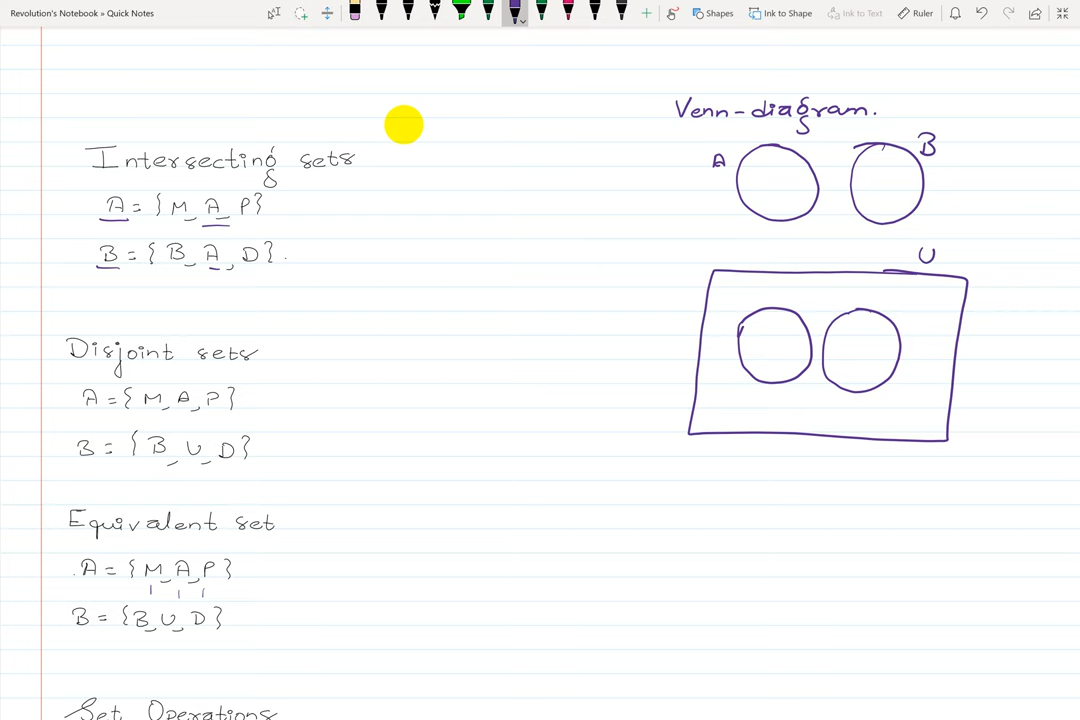 Revolution's Notebook » Quick Notes
Shapes
Ink to Shape
Ink to Text
Ruler
Venn-diagram.
A
B
Intersecting sets
A = {M, A, P}
B = {B, A, D}.
U
Disjoint sets
A = {M, A, P}
B = {B, U, D}
Equivalent set
.A = {M, A, P}
B = {B, U, D}
Set Operations